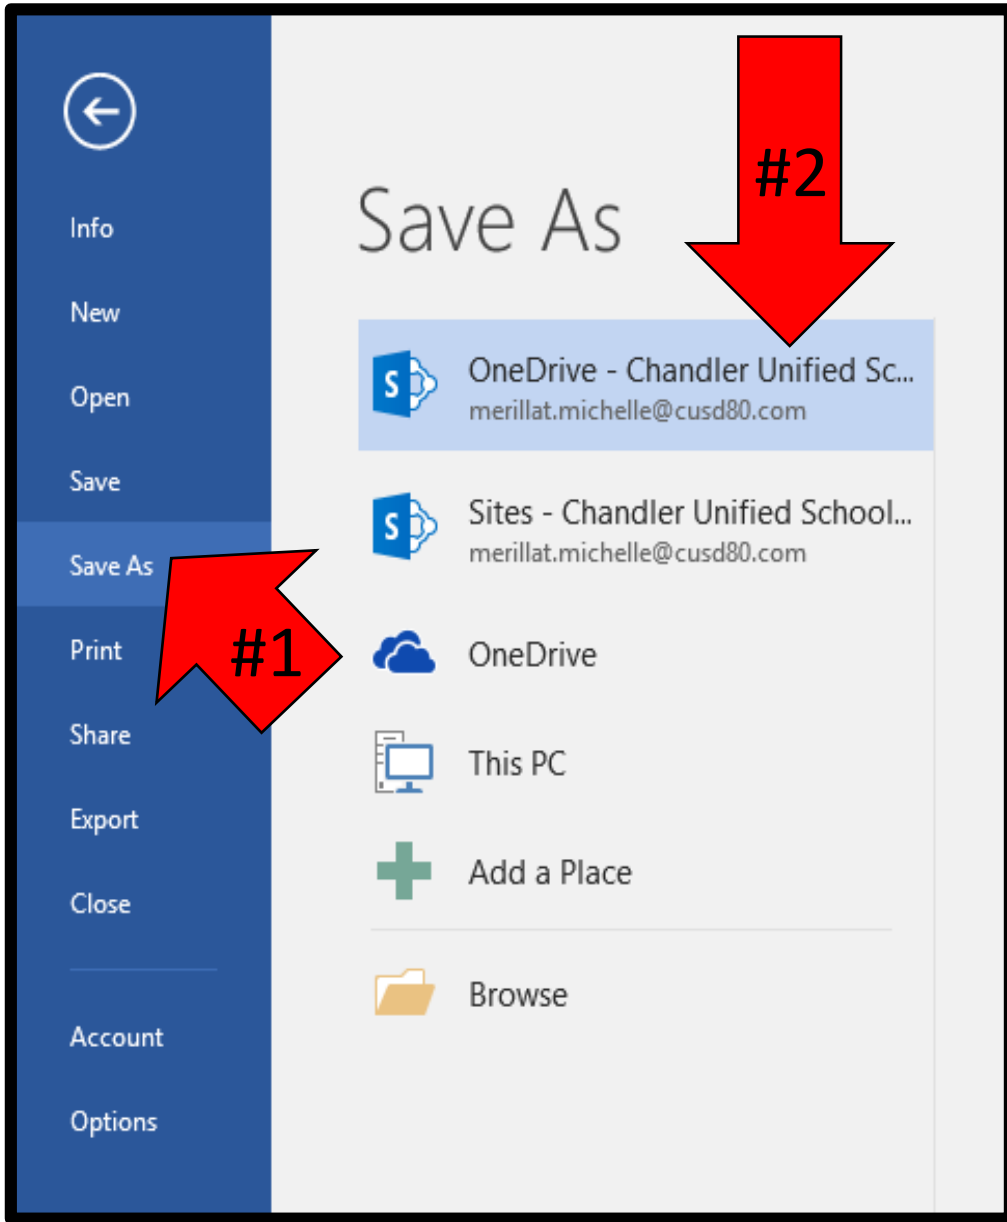 Info
New
Open
Save
Save As
Print
Share
Export
Close
Account
Options
#1
Save As
#2
S
OneDrive - Chandler Unified Sc...
merillat.michelle@cusd80.com
S
Sites - Chandler Unified School...
merillat.michelle@cusd80.com
OneDrive
This PC
Add a Place
Browse